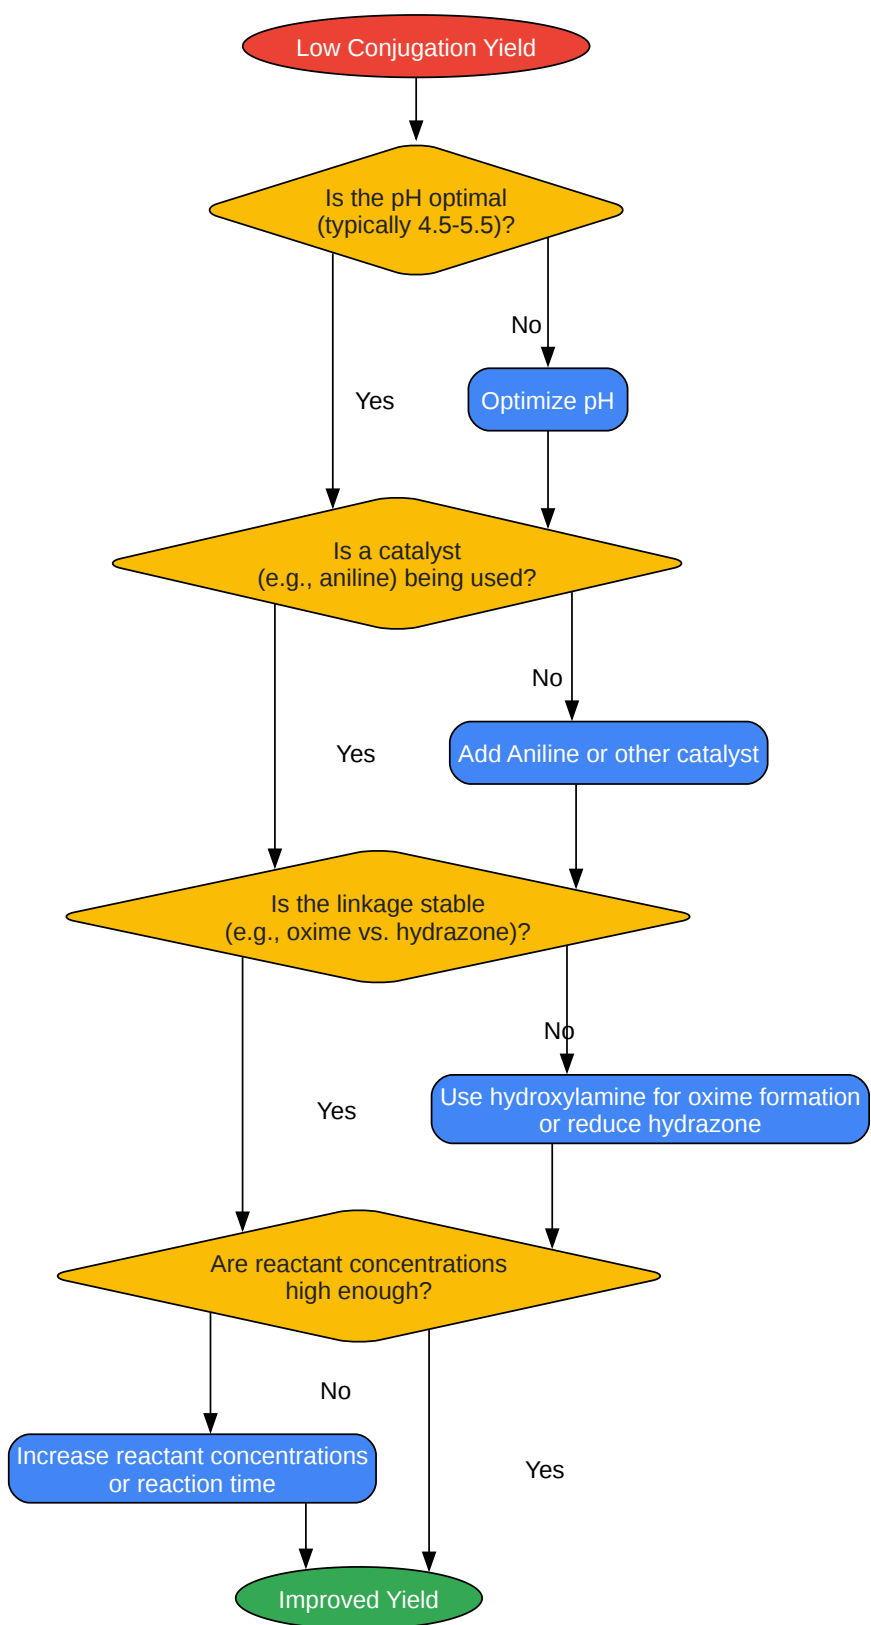 Low Conjugation Yield
Is the pH optimal
(typically 4.5-5.5)?
No
Yes
Optimize pH
Is a catalyst
(e.g., aniline) being used?
No
Yes
Add Aniline or other catalyst
Is the linkage stable
(e.g., oxime vs. hydrazone)?
No
Yes
Use hydroxylamine for oxime formation
or reduce hydrazone
Are reactant concentrations
high enough?
No
Increase reactant concentrations
or reaction time
Yes
Improved Yield